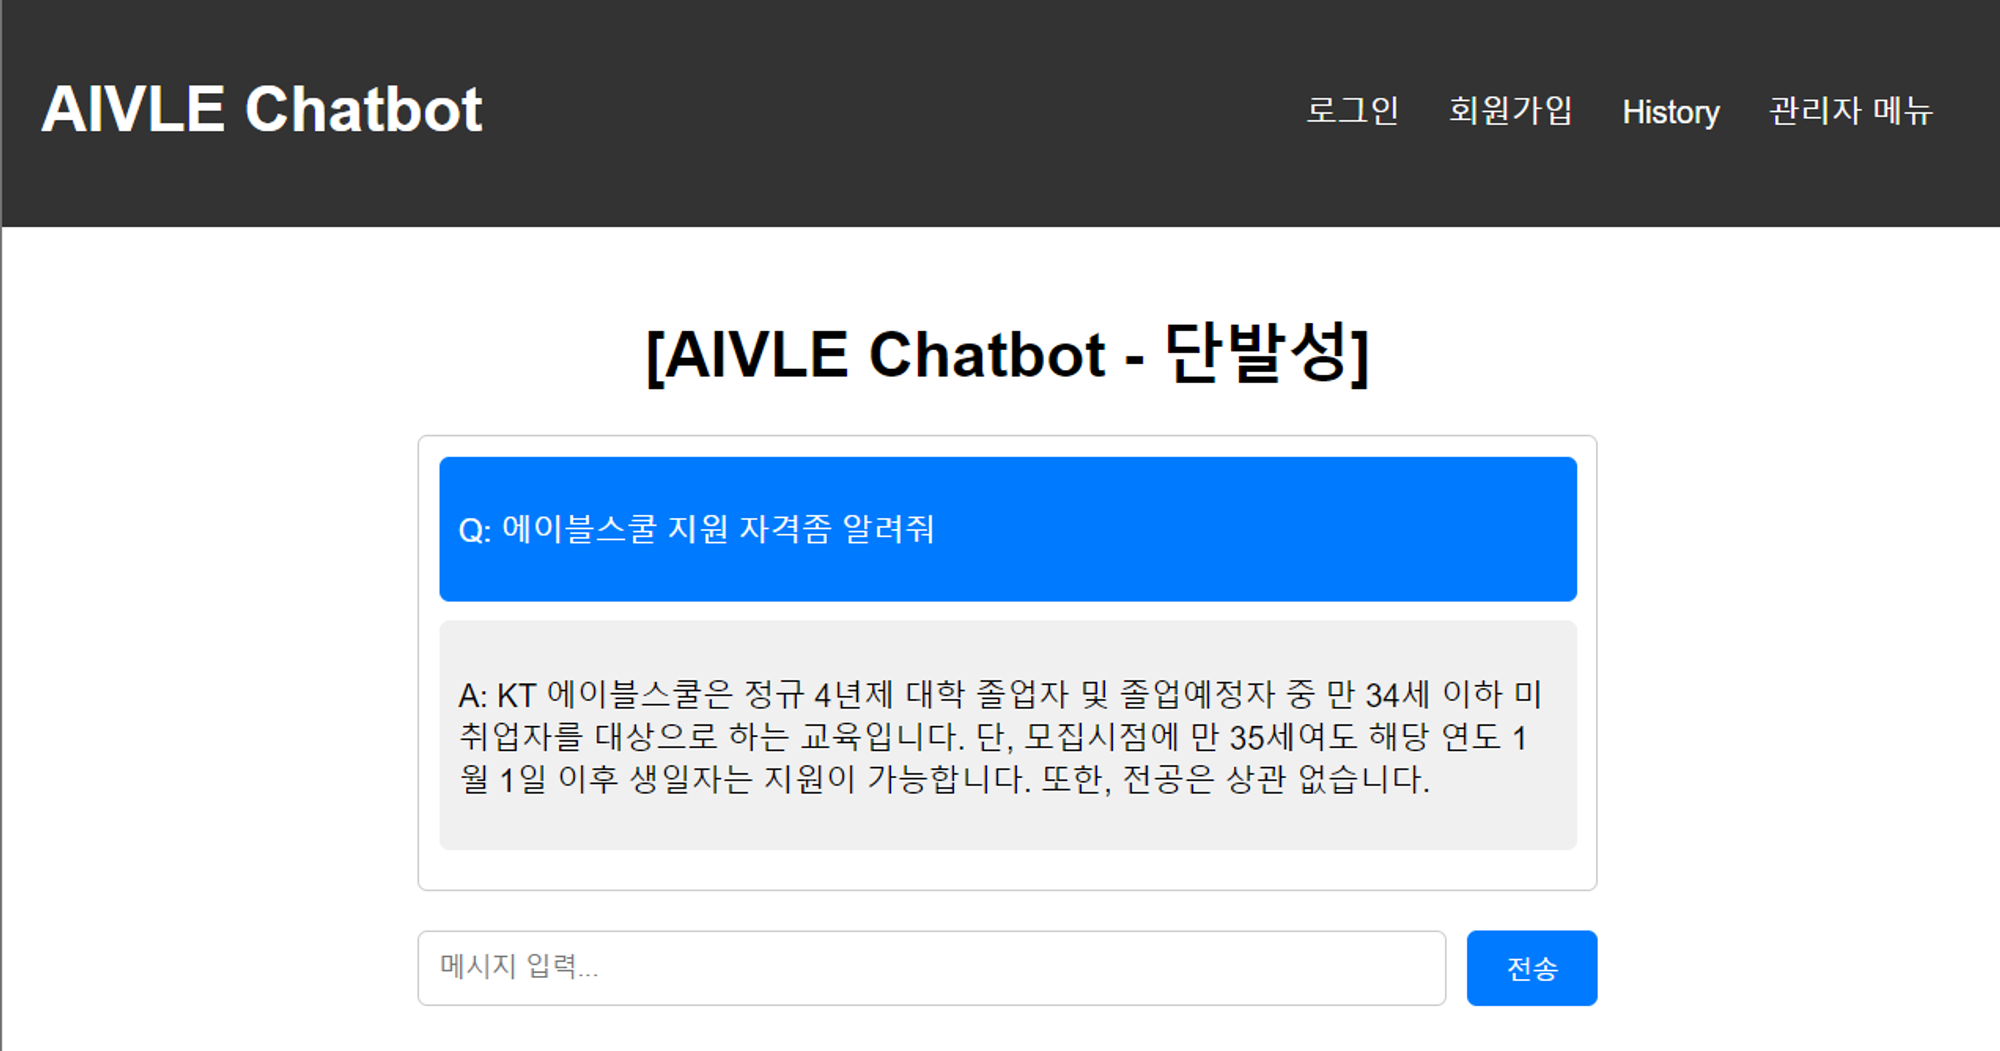 AIVLE Chatbot
로그인 회원가입 History 관리자 메뉴
[AIVLE Chatbot - 단발성]
Q: 에이블스쿨 지원 자격좀 알려줘
A: KT 에이블스쿨은 정규 4년제 대학 졸업자 및 졸업예정자 중 만 34세 이하 미
취업자를 대상으로 하는 교육입니다. 단, 모집시점에 만 35세여도 해당 연도 1
월 1일 이후 생일자는 지원이 가능합니다. 또한, 전공은 상관 없습니다.
메시지 입력...
전송